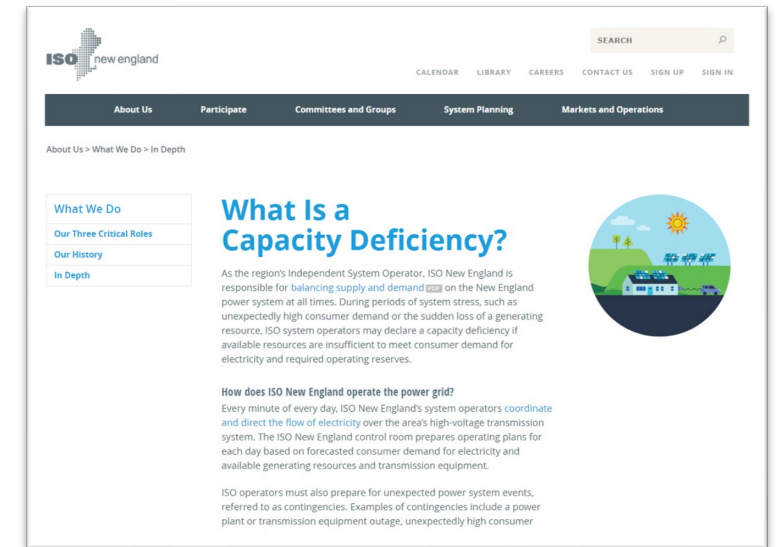 ISO new england
SEARCH
CALENDAR LIBRARY CAREERS CONTACT US SIGN UP SIGN IN
About Us Participate Committees and Groups System Planning Markets and Operations
About Us > What We Do > In Depth
What We Do
Our Three Critical Roles
Our History
In Depth
What Is a
Capacity Deficiency?
As the region's Independent System Operator, ISO New England is
responsible for balancing supply and demand PDF on the New England
power system at all times. During periods of system stress, such as
unexpectedly high consumer demand or the sudden loss of a generating
resource, ISO system operators may declare a capacity deficiency if
available resources are insufficient to meet consumer demand for
electricity and required operating reserves.
How does ISO New England operate the power grid?
Every minute of every day, ISO New England's system operators coordinate
and direct the flow of electricity over the area's high-voltage transmission
system. The ISO New England control room prepares operating plans for
each day based on forecasted consumer demand for electricity and
available generating resources and transmission equipment.
ISO operators must also prepare for unexpected power system events,
referred to as contingencies. Examples of contingencies include a power
plant or transmission equipment outage, unexpectedly high consumer